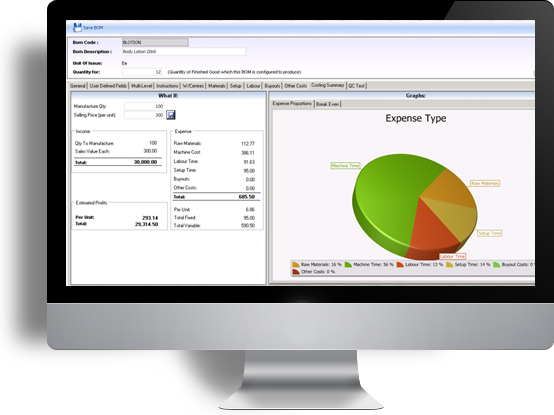 Save BOM
Bom Code : BLOTION
Bom Description : Body Lotion 20ml
Unit Of Issue: Ea
Quantity for: 12 (Quantity of Finished Good which this BOM is configured to produce)
General User Defined Fields Multi Level Instructions W/Centres Materials Setup Labour Buyouts Other Costs Costing Summary QC Test
What If:
Manufacture Qty: 100
Selling Price (per unit): 300
Income
Qty To Manufacture: 100
Sales Value Each: 300.00
Total: 30,000.00
Estimated Profits
Per Unit: 293.14
Total: 29,314.50
Expense
Raw Materials: 112.77
Machine Cost: 386.11
Labour Time: 91.63
Setup Time: 95.00
Buyouts: 0.00
Other Costs: 0.00
Total: 685.50
Per Unit: 6.86
Total Fixed: 95.00
Total Variable: 590.50
Graphs:
Expense Proportions Break Even
Expense Type
Machine Time
Raw Materials
Setup Time
Labour Time
Raw Materials: 16 % Machine Time: 56 % Labour Time: 13 % Setup Time: 14 % Buyout Costs: 0
Other Costs: 0 %